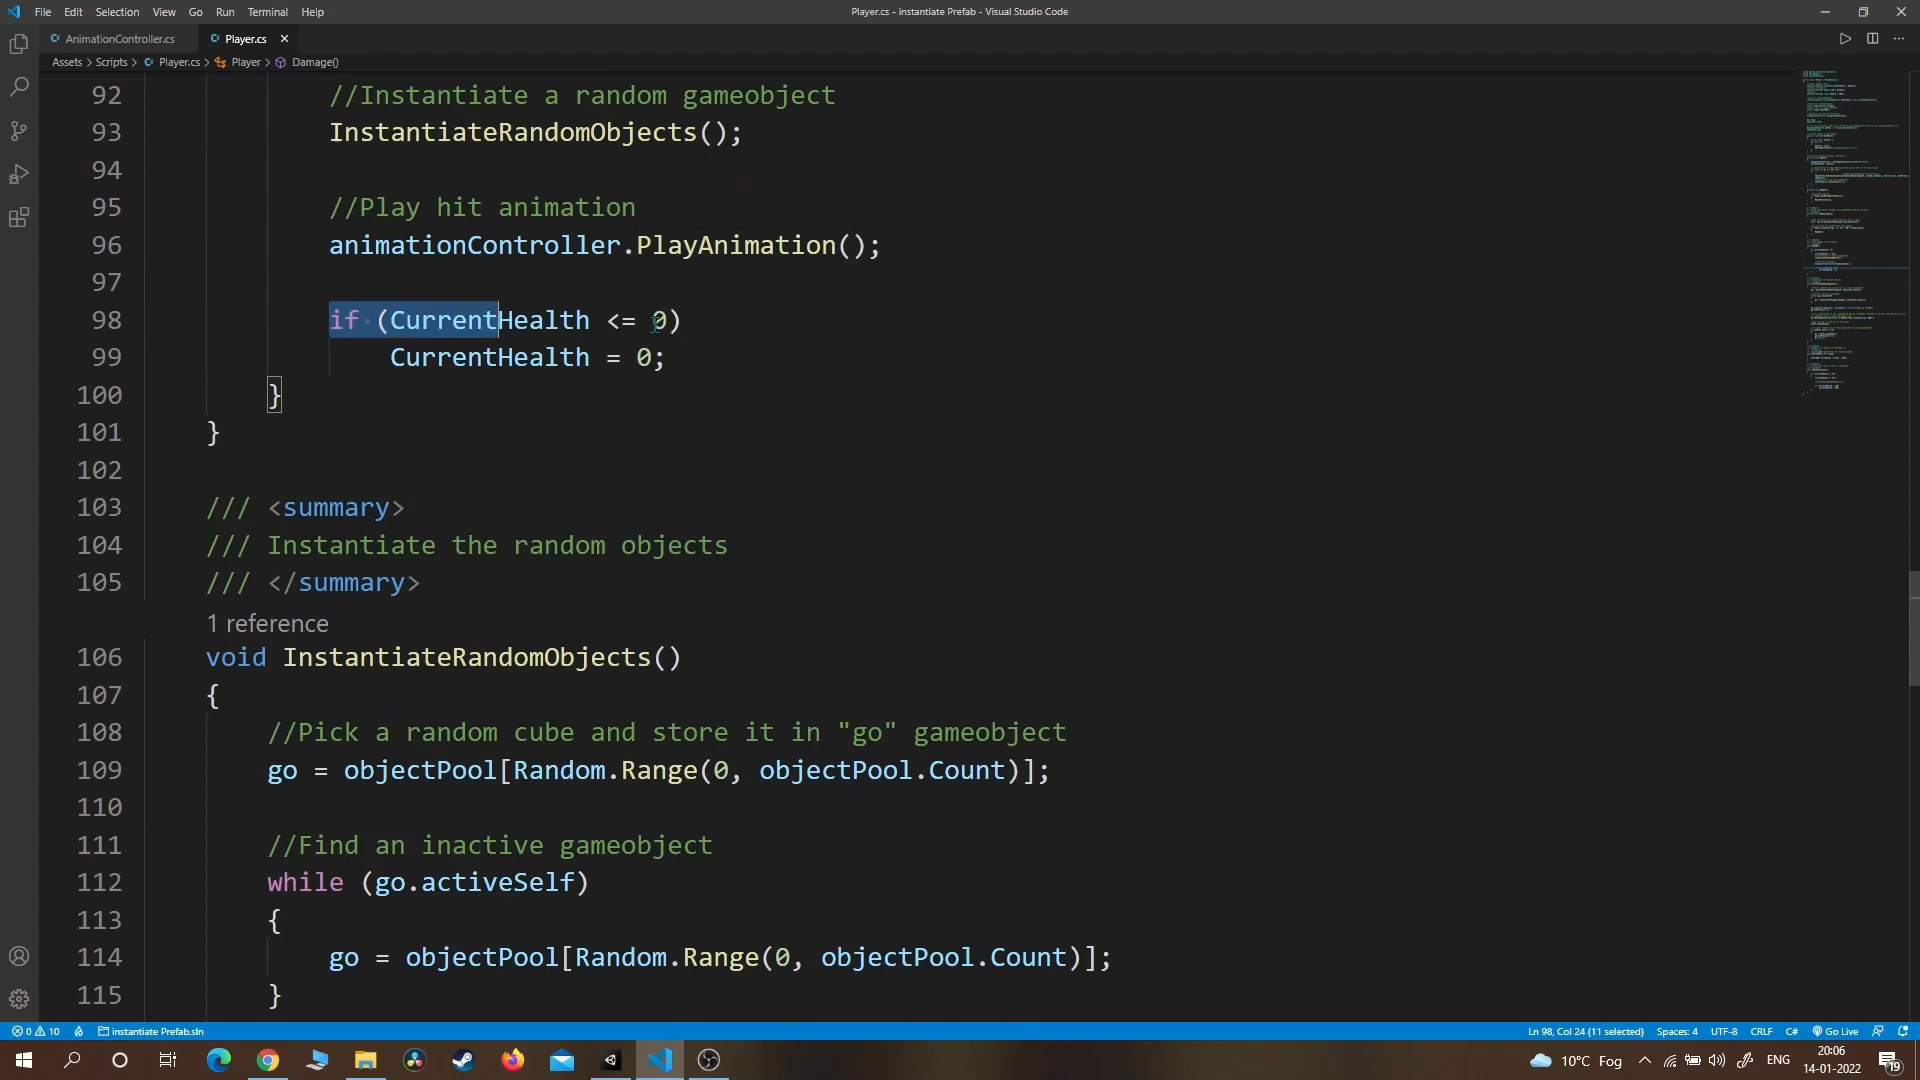 File Edit Selection View Go Run Terminal Help
Player.cs - instantiate Prefab - Visual Studio Code
AnimationController.cs
Player.cs
Assets > Scripts > Player.cs > Player > Damage()
92 //Instantiate a random gameobject
93 InstantiateRandomObjects();
94
95 //Play hit animation
96 animationController.PlayAnimation();
97
98 if (CurrentHealth <= 0)
99 CurrentHealth = 0;
100 }
101 }
102
103 /// <summary>
104 /// Instantiate the random objects
105 /// </summary>
1 reference
106 void InstantiateRandomObjects()
107 {
108 //Pick a random cube and store it in "go" gameobject
109 go = objectPool[Random.Range(0, objectPool.Count)];
110
111 //Find an inactive gameobject
112 while (go.activeSelf)
113 {
114 go = objectPool[Random.Range(0, objectPool.Count)];
115 }
0 10 instantiate Prefab.sln
Ln 98, Col 24 (11 selected) Spaces: 4 UTF-8 CRLF C# Go Live
10°C Fog ENG
20:06
14-01-2022
19